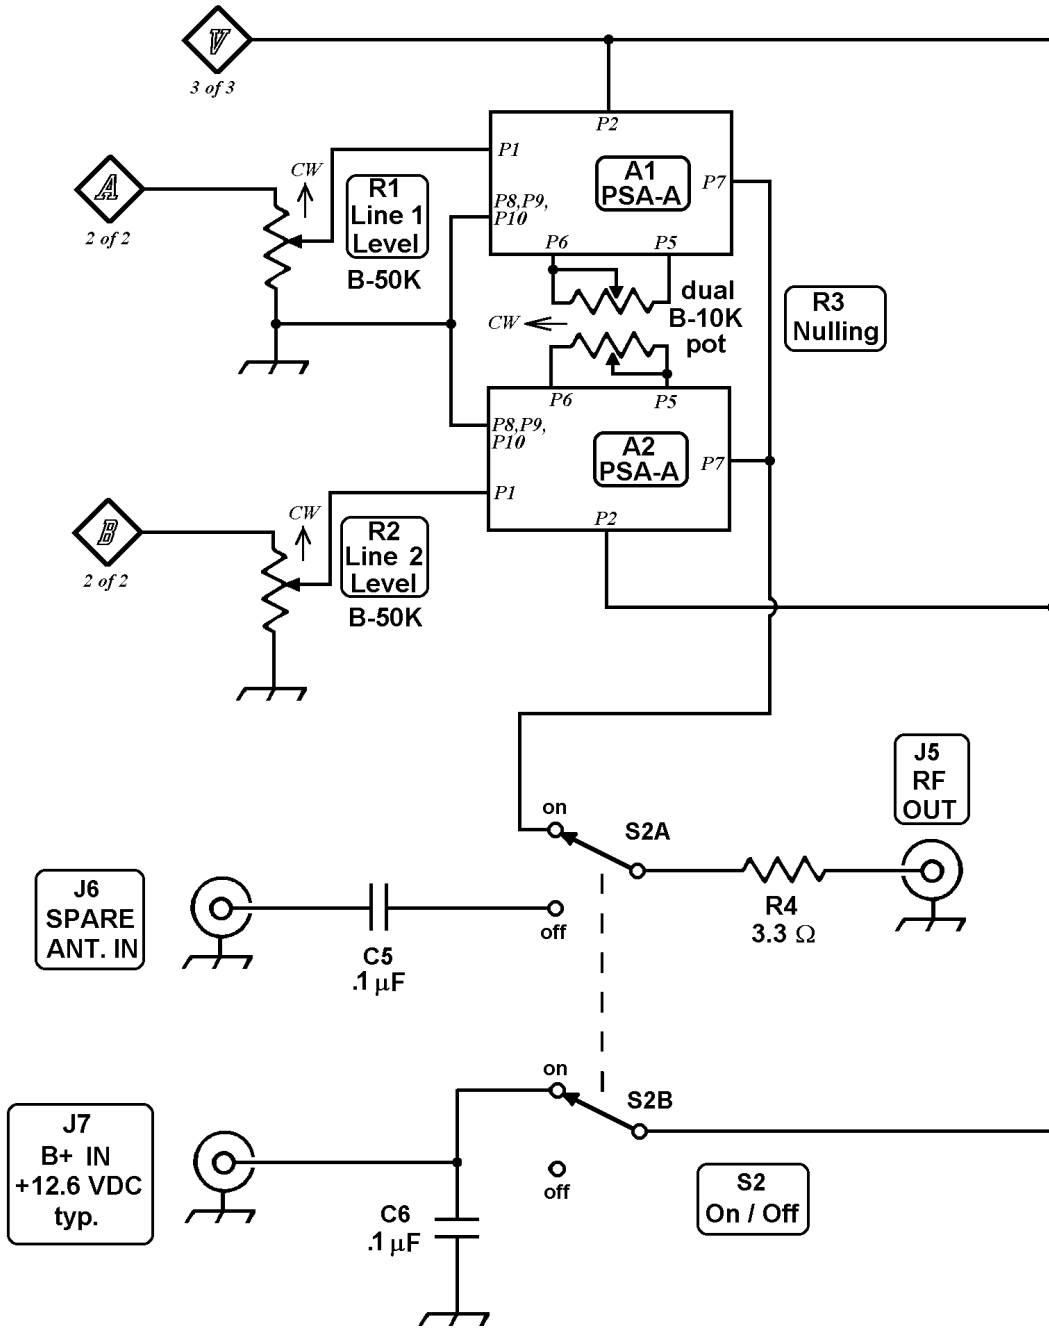 V
3 of 3
P2
P1
A1
PSA-A
P7
CW
A
R1
Line 1
Level
P8,P9,
P10
2 of 2
P6
P5
B-50K
dual
B-10K
pot
R3
Nulling
CW
P6
P5
P8,P9,
P10
A2
PSA-A
P7
P1
CW
B
R2
Line 2
Level
P2
2 of 2
B-50K
J5
RF
OUT
on
S2A
J6
SPARE
ANT. IN
R4
3.3 Ω
off
C5
.1 µF
on
S2B
J7
B+ IN
+12.6 VDC
typ.
off
S2
On / Off
C6
.1 µF